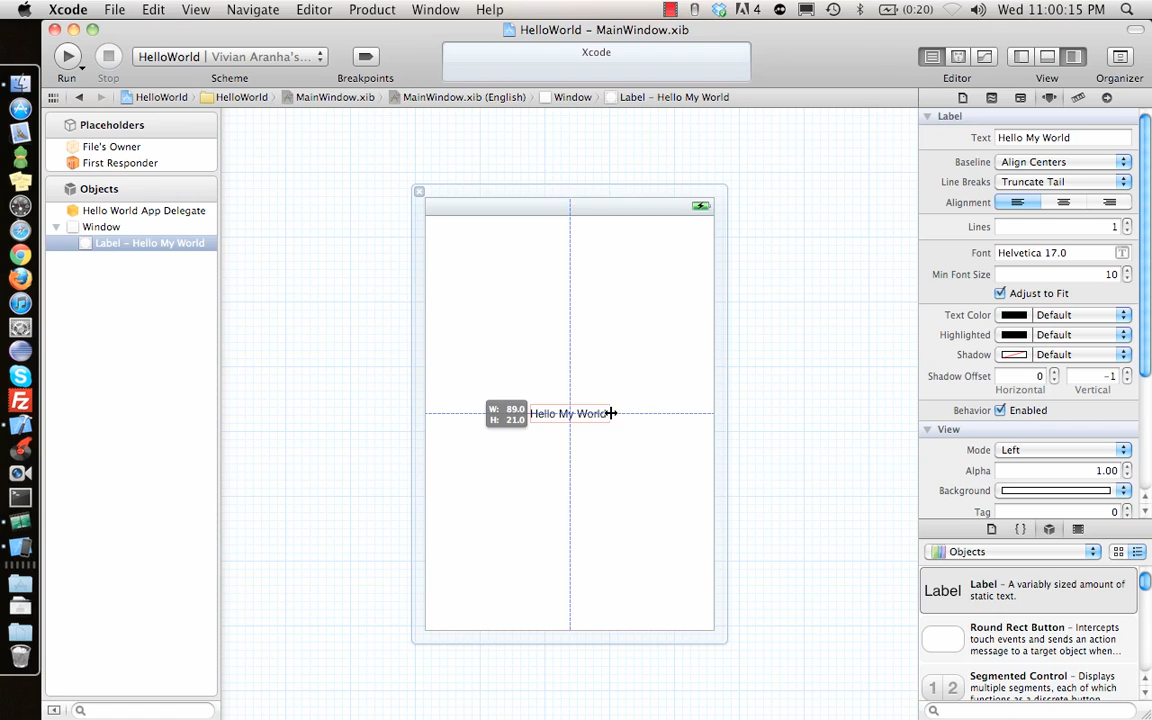 Xcode File Edit View Navigate Editor Product Window Help 4 (0:20) Wed 11:00:15 PM
HelloWorld – MainWindow.xib
HelloWorld | Vivian Aranha's... Xcode
Run Stop Scheme Breakpoints Editor View Organizer
HelloWorld HelloWorld MainWindow.xib MainWindow.xib (English) Window Label – Hello My World
Placeholders
File's Owner
First Responder
Objects
Hello World App Delegate
Window
Label – Hello My World
W: 89.0
H: 21.0
Hello My World
Label
Text Hello My World
Baseline Align Centers
Line Breaks Truncate Tail
Alignment
Lines 1
Font Helvetica 17.0 T
Min Font Size 10
Adjust to Fit
Text Color Default
Highlighted Default
Shadow Default
Shadow Offset 0 –1
Horizontal Vertical
Behavior Enabled
View
Mode Left
Alpha 1.00
Background
Tag 0
{ }
Objects
Label Label – A variably sized amount of
static text.
Round Rect Button – Intercepts
touch events and sends an action
message to a target object when...
1 2 Segmented Control – Displays
multiple segments, each of which
functions as a discrete button.